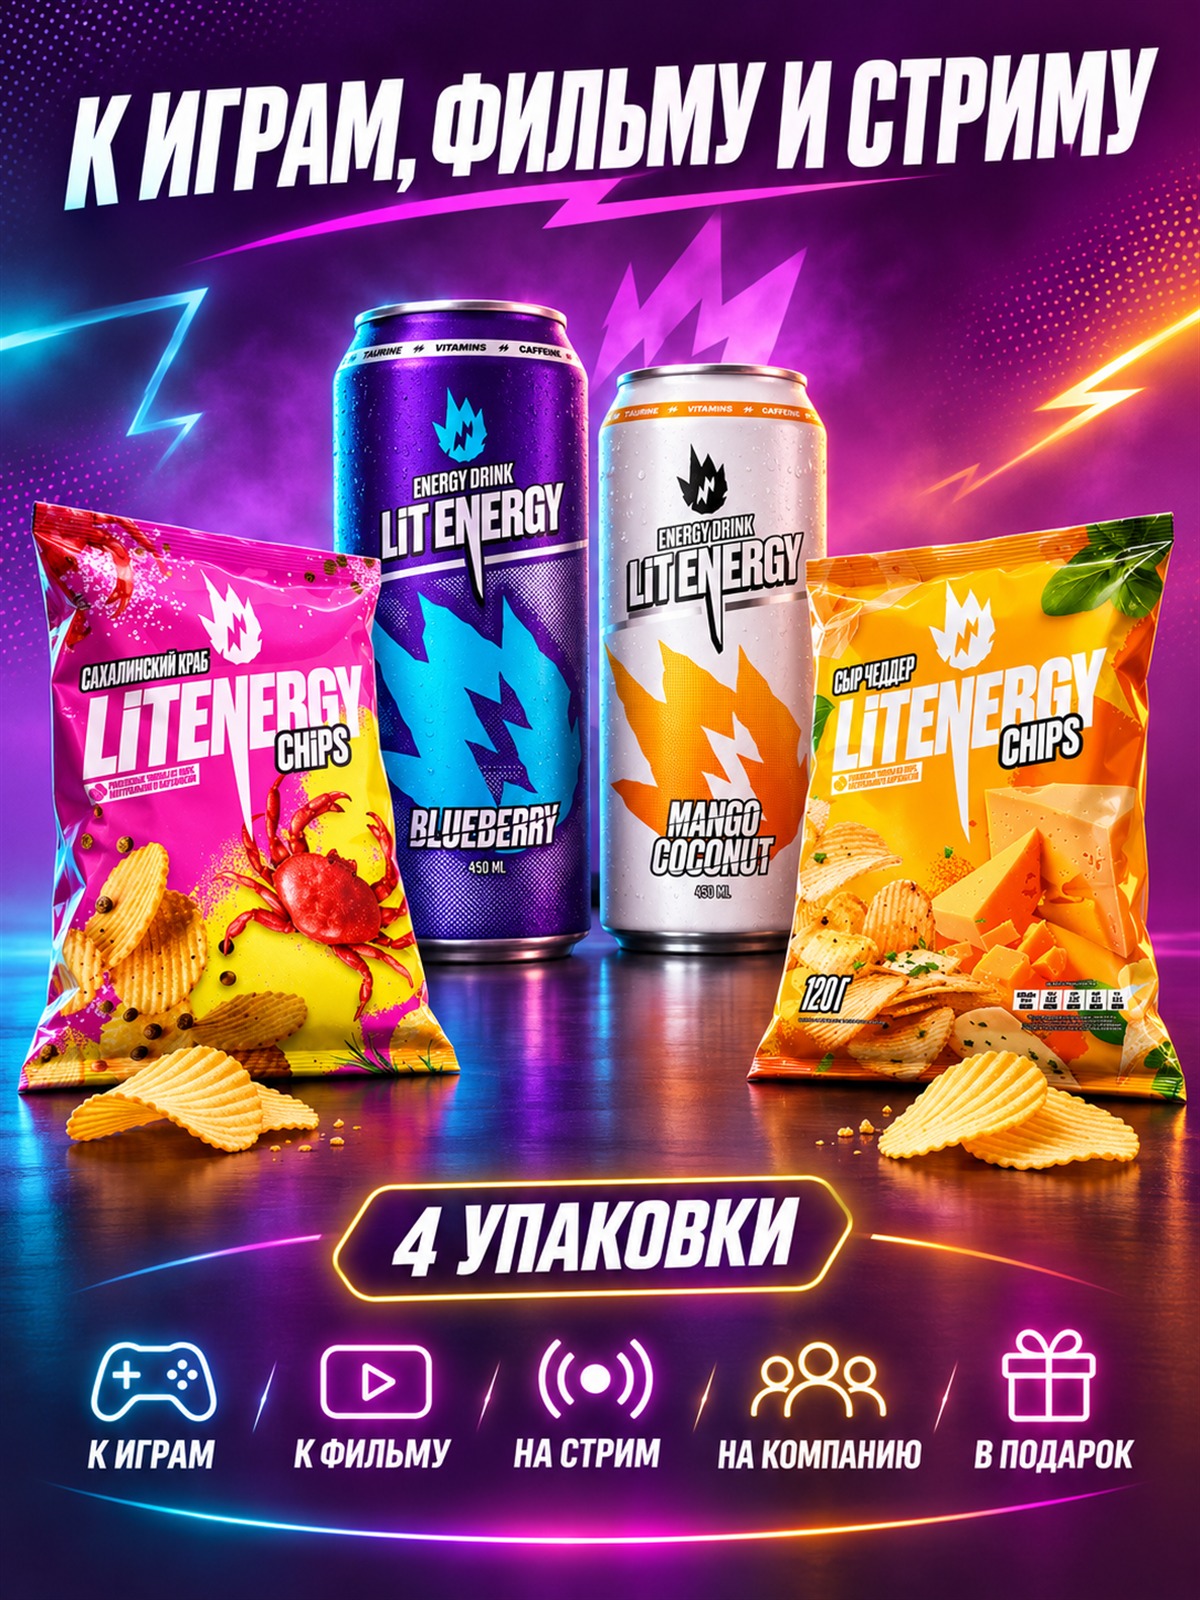 К ИГРАМ, ФИЛЬМУ И СТРИМУ
TAURINE VITAMINS CAFFEINE
ENERGY DRINK
LIT ENERGY
BLUEBERRY
450 ML
TAURINE VITAMINS CAFFEINE
ENERGY DRINK
LIT ENERGY
MANGO
COCONUT
450 ML
САХАЛИНСКИЙ КРАБ
LITENERGY
CHIPS
СЫР ЧЕДДЕР
LITENERGY
CHIPS
120Г
4 УПАКОВКИ
К ИГРАМ
К ФИЛЬМУ
НА СТРИМ
НА КОМПАНИЮ
В ПОДАРОК